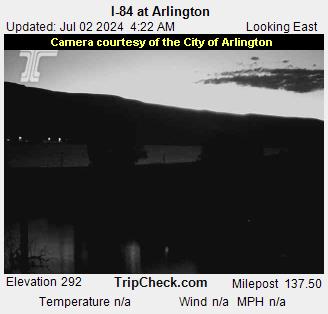 I-84 at Arlington
Updated: Jul 02 2024 4:22 AM Looking East
Camera courtesy of the City of Arlington
Elevation 292 TripCheck.com Milepost 137.50
Temperature n/a Wind n/a MPH n/a